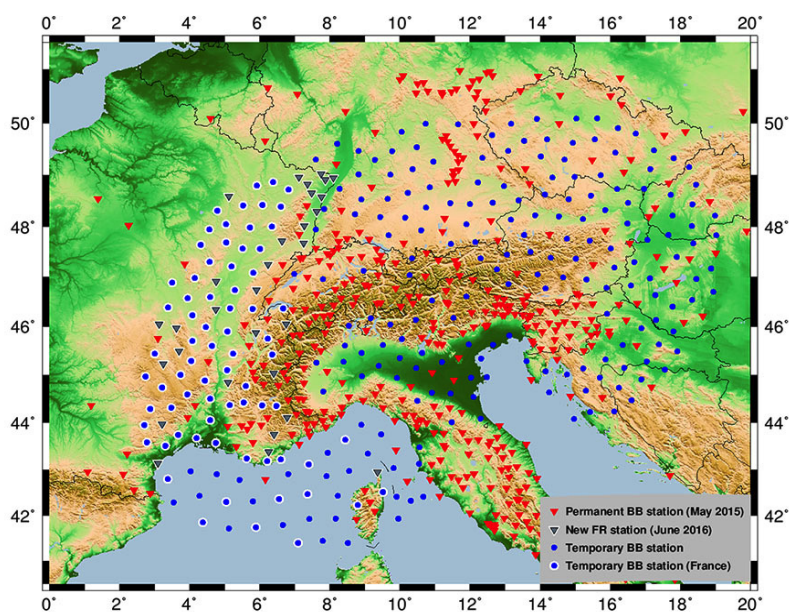 0° 2° 4° 6° 8° 10° 12° 14° 16° 18° 20°
50° 50°
48° 48°
46° 46°
44° 44°
42° 42°
Permanent BB station (May 2015)
New FR station (June 2016)
Temporary BB station
Temporary BB station (France)
0° 2° 4° 6° 8° 10° 12° 14° 16° 18° 20°